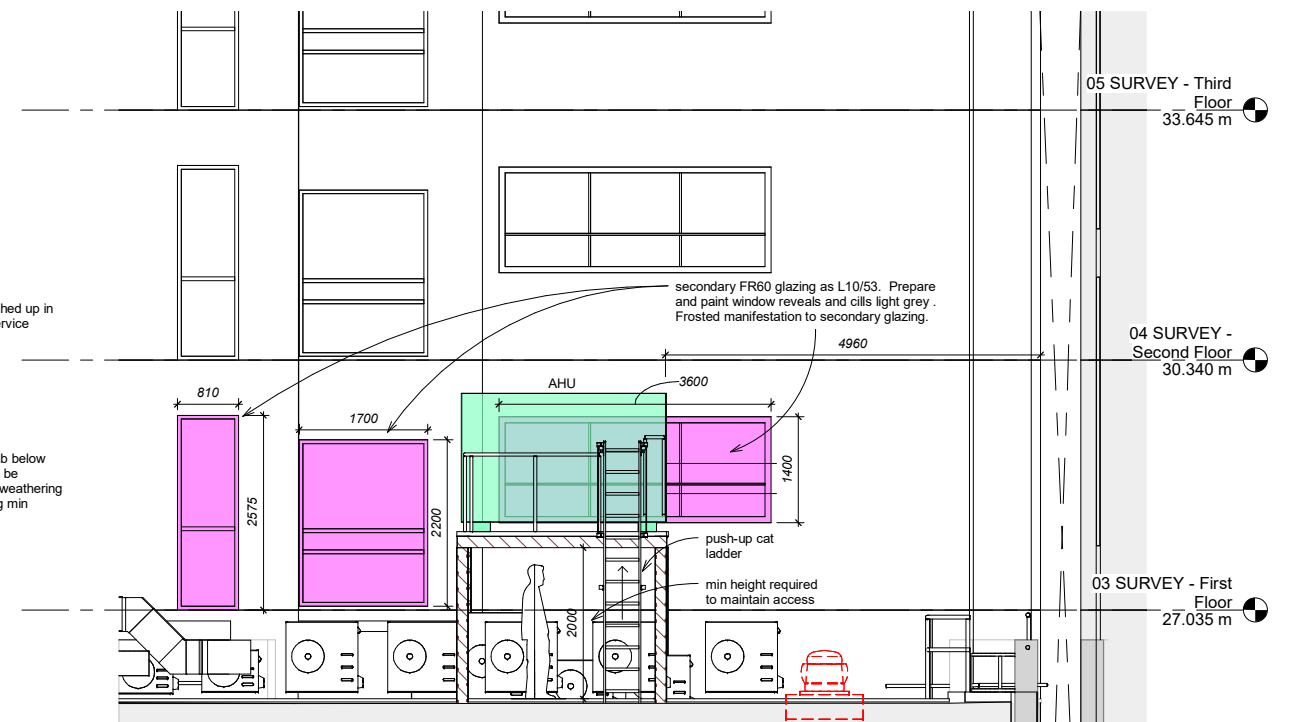 05 SURVEY - Third
Floor
33.645 m
secondary FR60 glazing as L10/53. Prepare
and paint window reveals and cills light grey .
Frosted manifestation to secondary glazing.
hed up in
rvice
04 SURVEY -
Second Floor
30.340 m
4960
810
AHU
3600
1700
b below
be
weathering
g min
2575
2200
1400
push-up cat
ladder
min height required
to maintain access
2000
03 SURVEY - First
Floor
27.035 m